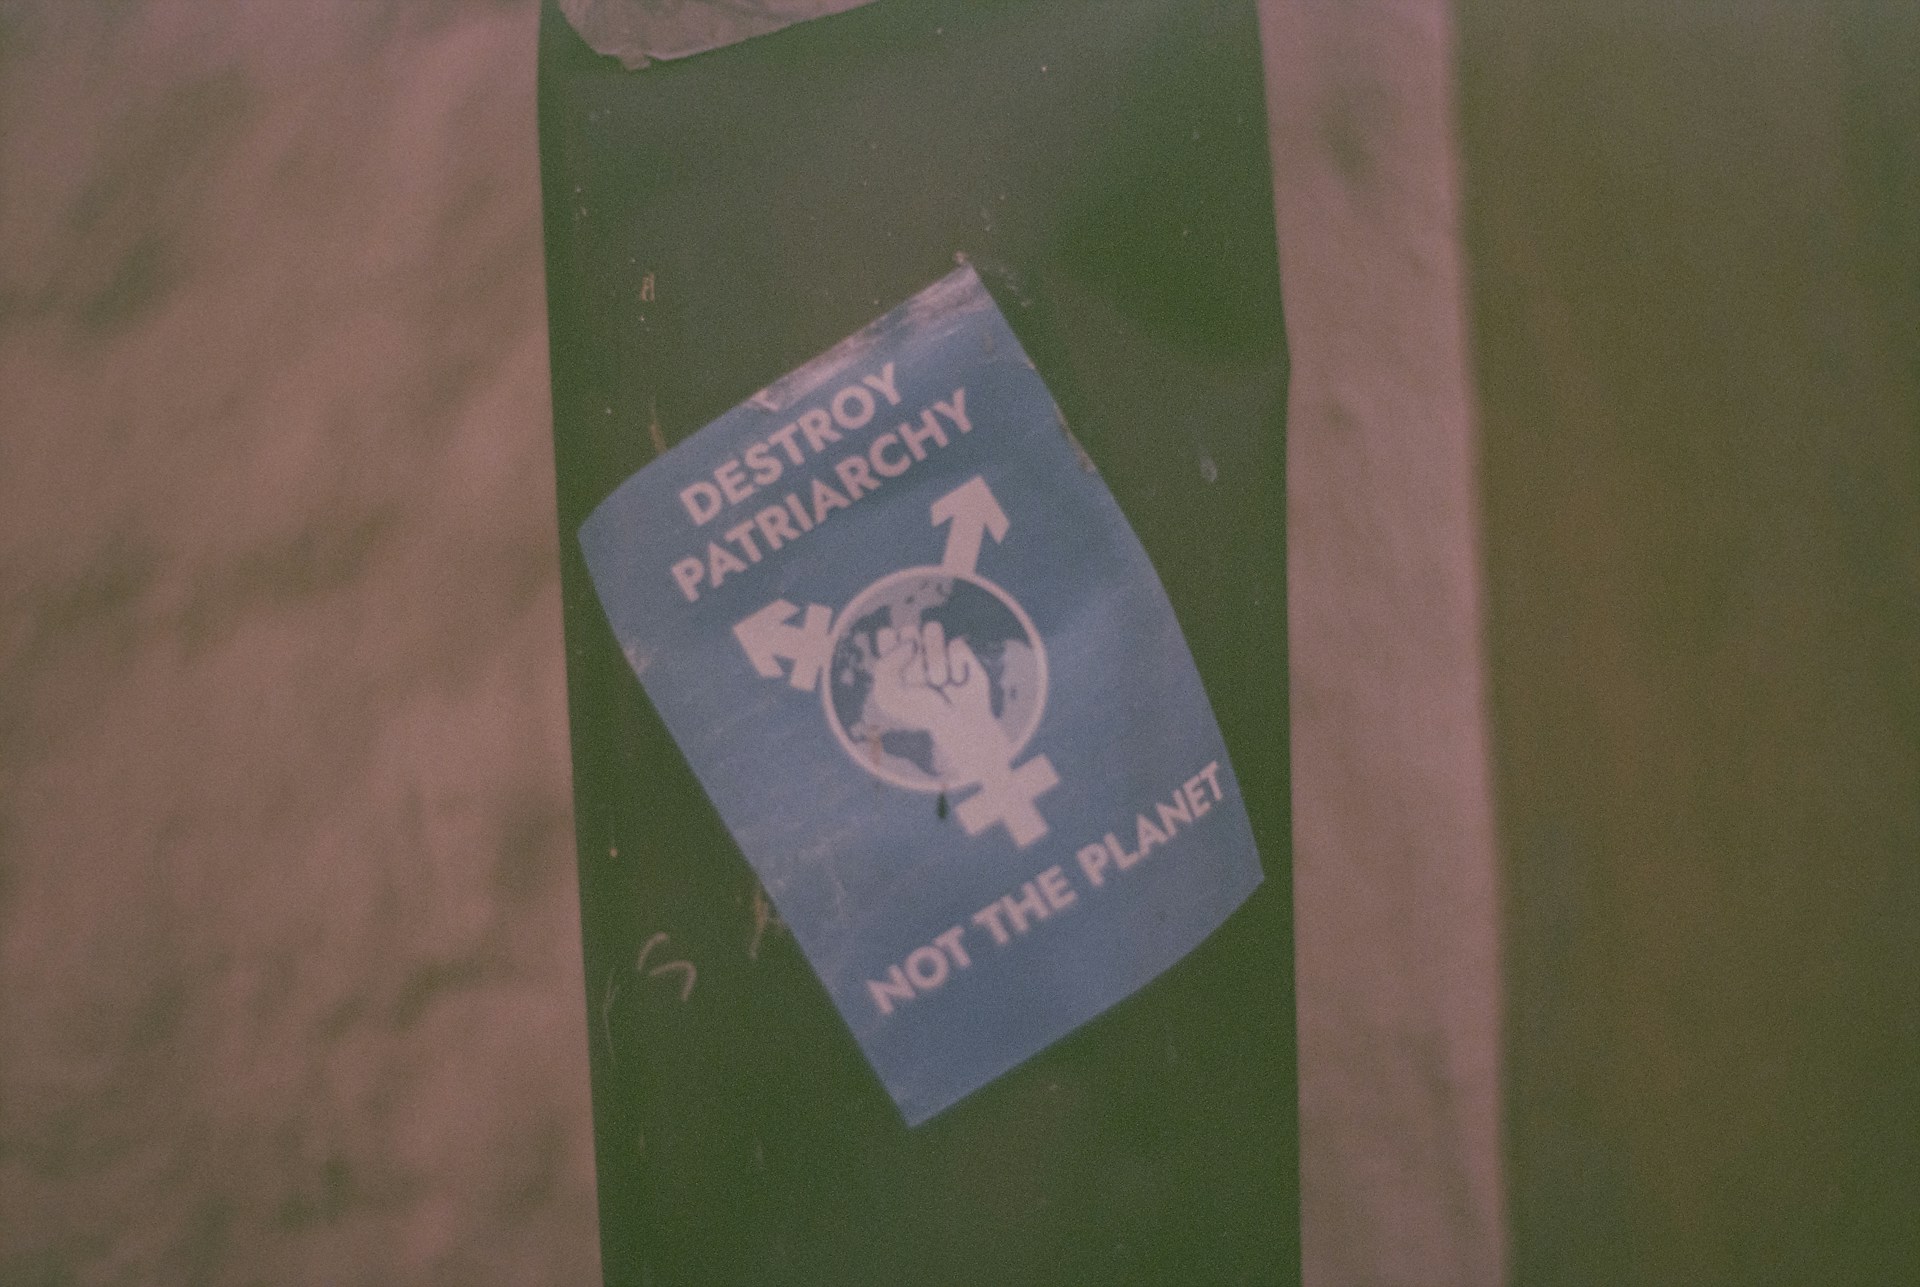 DESTROY
PATRIARCHY
NOT THE PLANET